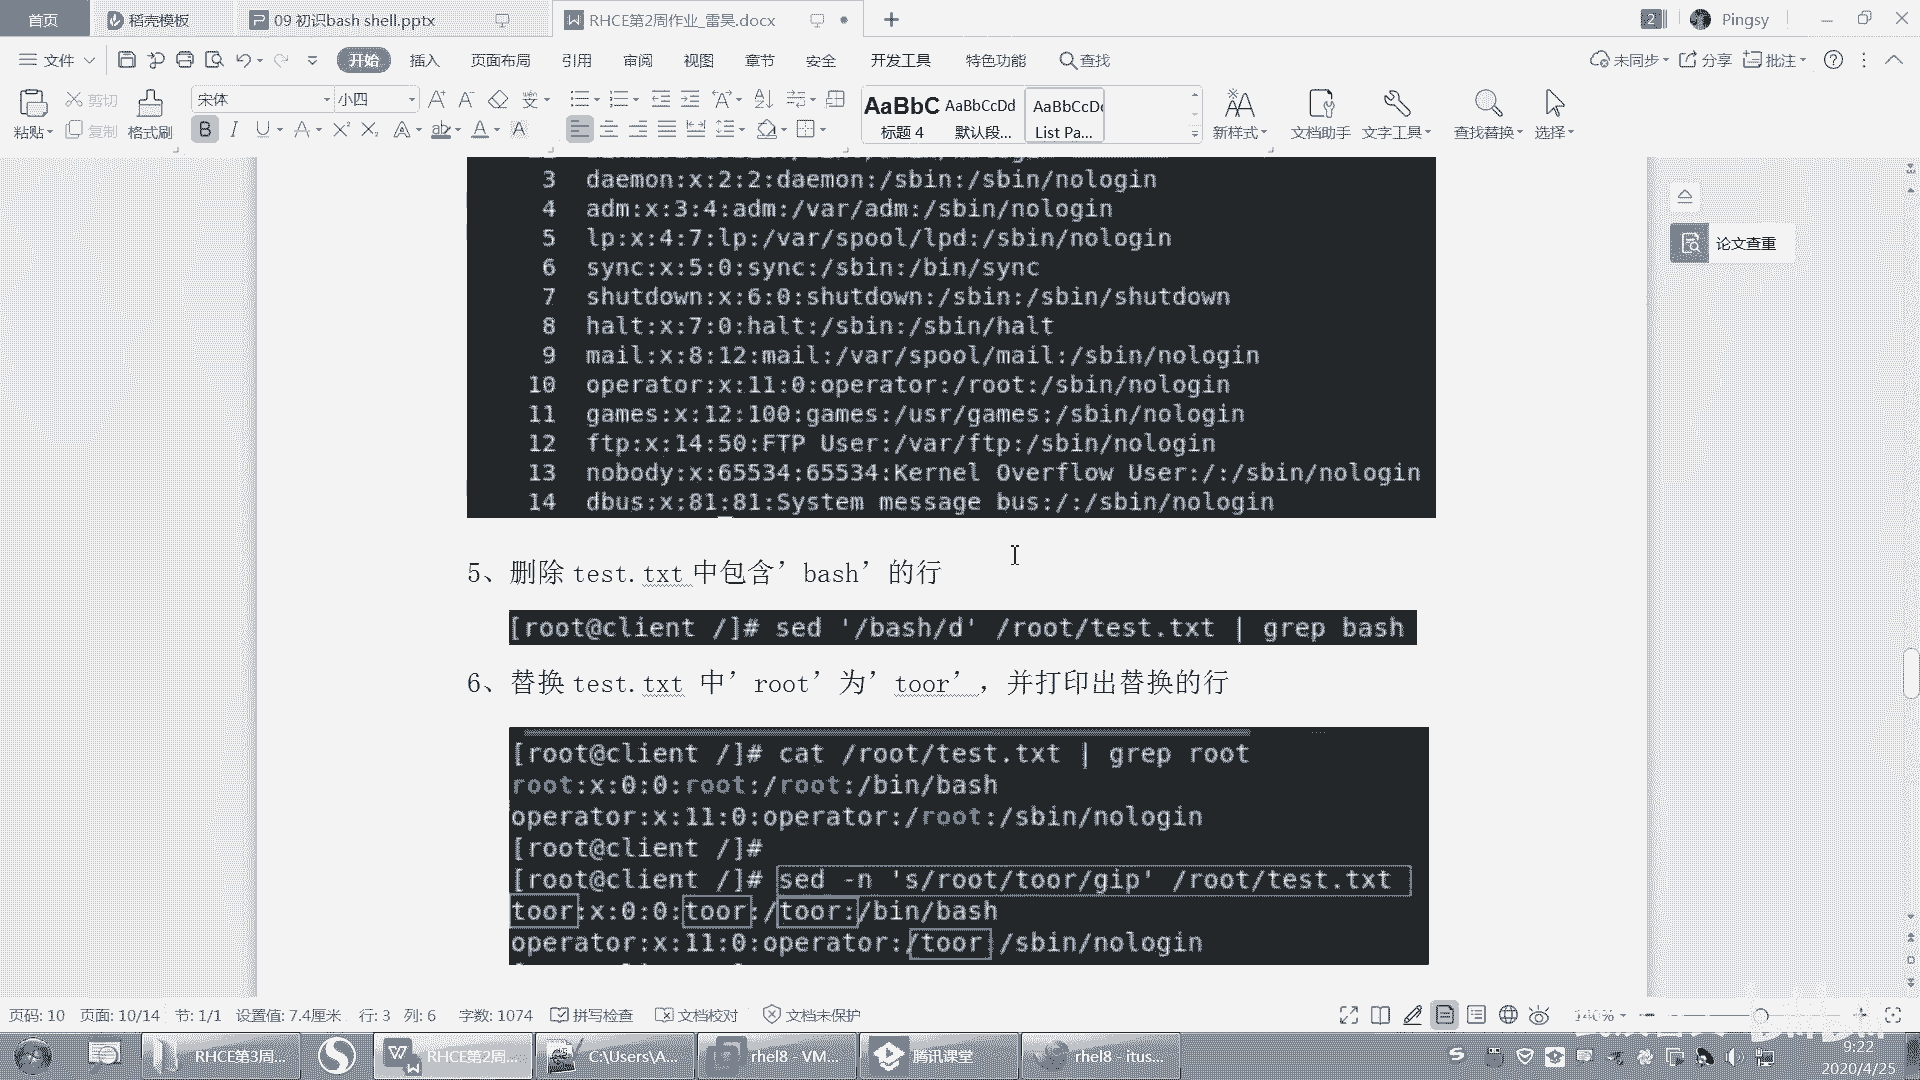 首页
稻壳模板
09 初识bash shell.pptx
RHCE第2周作业_雷昊.docx
2
Pingsy
文件
开始
插入
页面布局
引用
审阅
视图
章节
安全
开发工具
特色功能
查找
未同步
分享
批注
粘贴
剪切
复制
格式刷
宋体
小四
AaBbC
标题 4
AaBbCcDd
默认段...
AaBbCcD
List Pa...
新样式
文档助手
文字工具
查找替换
选择
论文查重
3 daemon:x:2:2:daemon:/sbin:/sbin/nologin
4 adm:x:3:4:adm:/var/adm:/sbin/nologin
5 lp:x:4:7:lp:/var/spool/lpd:/sbin/nologin
6 sync:x:5:0:sync:/sbin:/bin/sync
7 shutdown:x:6:0:shutdown:/sbin:/sbin/shutdown
8 halt:x:7:0:halt:/sbin:/sbin/halt
9 mail:x:8:12:mail:/var/spool/mail:/sbin/nologin
10 operator:x:11:0:operator:/root:/sbin/nologin
11 games:x:12:100:games:/usr/games:/sbin/nologin
12 ftp:x:14:50:FTP User:/var/ftp:/sbin/nologin
13 nobody:x:65534:65534:Kernel Overflow User:/:/sbin/nologin
14 dbus:x:81:81:System message bus:/:/sbin/nologin
5、删除 test.txt 中包含’bash’的行
[root@client /]# sed '/bash/d' /root/test.txt | grep bash
6、替换 test.txt 中’root’为’toor’，并打印出替换的行
[root@client /]# cat /root/test.txt | grep root
root:x:0:0:root:/root:/bin/bash
operator:x:11:0:operator:/root:/sbin/nologin
[root@client /]#
[root@client /]# sed -n 's/root/toor/gip' /root/test.txt
toor:x:0:0:toor:/toor:/bin/bash
operator:x:11:0:operator:/toor:/sbin/nologin
页码: 10 页面: 10/14 节: 1/1 设置值: 7.4厘米 行: 3 列: 6 字数: 1074 拼写检查 文档校对 文档未保护
140%
RHCE第3周...
RHCE第2周...
C:\Users\A...
rhel8 - VM...
腾讯课堂
rhel8 - itus...
9:22
2020/4/25